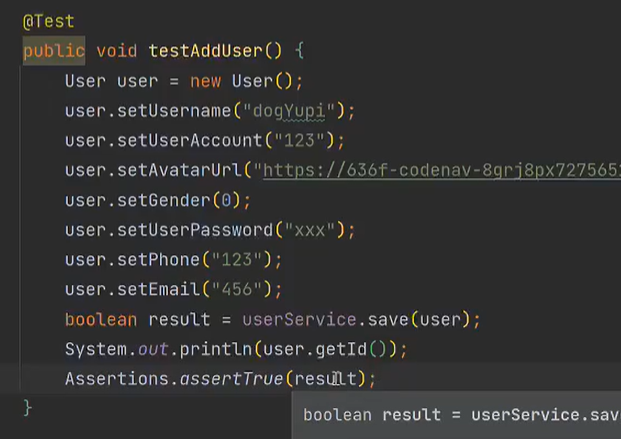 @Test
public void testAddUser() {
User user = new User();
user.setUsername("dogYupi");
user.setUserAccount("123");
user.setAvatarUrl("https://636f-codenav-8grj8px727565
user.setGender(0);
user.setUserPassword("xxx");
user.setPhone("123");
user.setEmail("456");
boolean result = userService.save(user);
System.out.println(user.getId());
Assertions.assertTrue(result);
}
boolean result = userService.sav